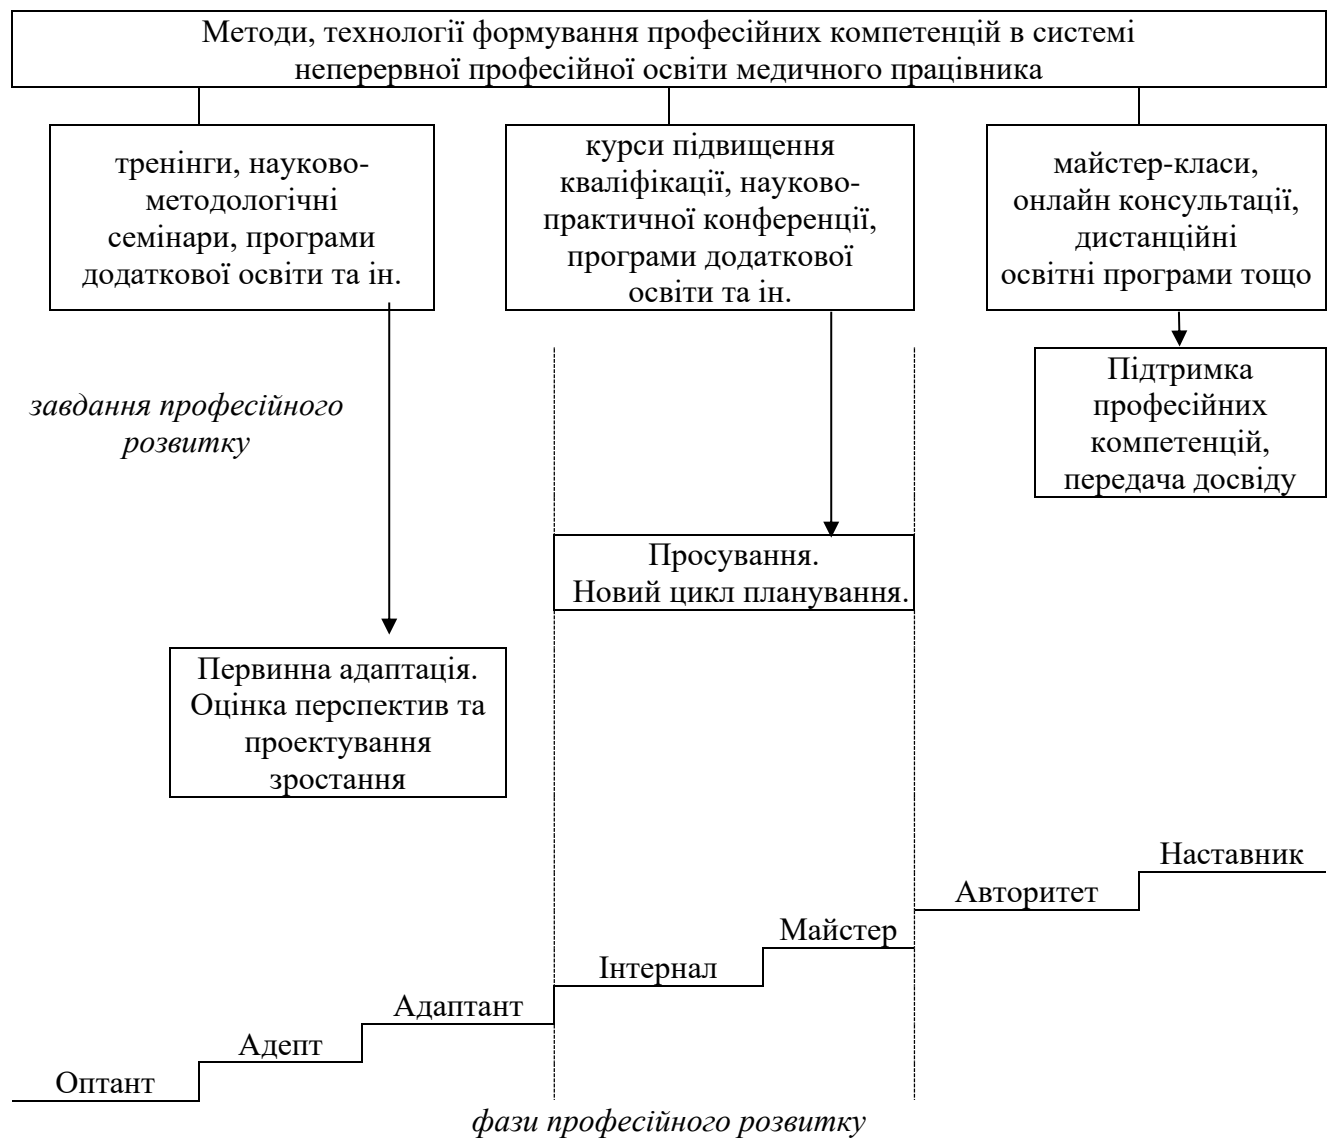 Методи, технології формування професійних компетенцій в системі
неперервної професійної освіти медичного працівника
тренінги, науково-
методологічні
семінари, програми
додаткової освіти та ін.
курси підвищення
кваліфікації, науково-
практичної конференції,
програми додаткової
освіти та ін.
майстер-класи,
онлайн консультації,
дистанційні
освітні програми тощо
завдання професійного
розвитку
Підтримка
професійних
компетенцій,
передача досвіду
Просування.
Новий цикл планування.
Первинна адаптація.
Оцінка перспектив та
проектування
зростання
Оптант
Адепт
Адаптант
Інтернал
Майстер
Авторитет
Наставник
фази професійного розвитку